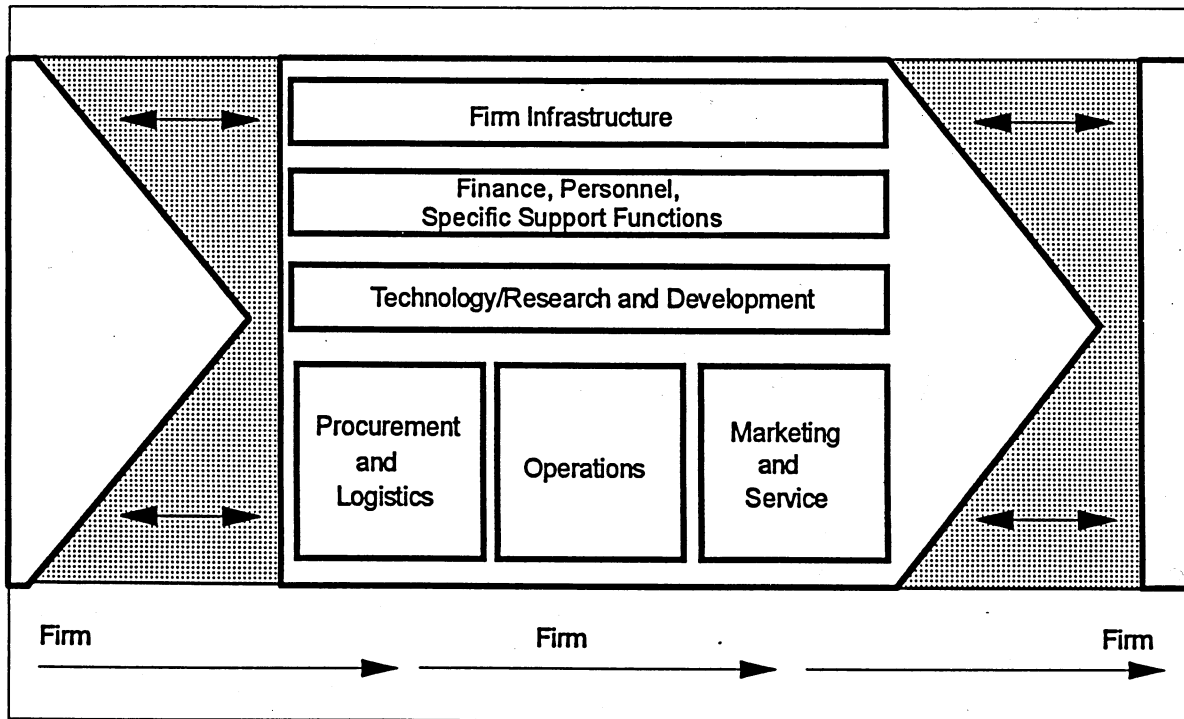 Firm Infrastructure
Finance, Personnel,
Specific Support Functions
Technology/Research and Development
Procurement
and
Logistics
Operations
Marketing
and
Service
Firm
Firm
Firm